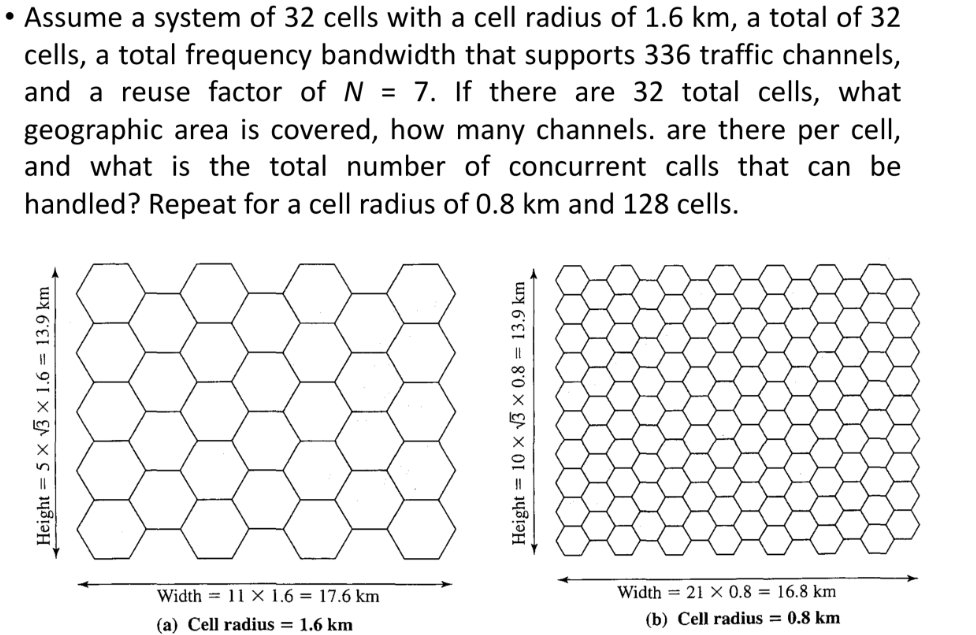 • Assume a system of 32 cells with a cell radius of 1.6 km, a total of 32
cells, a total frequency bandwidth that supports 336 traffic channels,
and a reuse factor of N = 7. If there are 32 total cells, what
geographic area is covered, how many channels. are there per cell,
and what is the total number of concurrent calls that can be
handled? Repeat for a cell radius of 0.8 km and 128 cells.
Height = 5 × √3 × 1.6 = 13.9 km
Width = 11 × 1.6 = 17.6 km
(a) Cell radius = 1.6 km
Height = 10 × √3 × 0.8 = 13.9 km
Width = 21 × 0.8 = 16.8 km
(b) Cell radius = 0.8 km